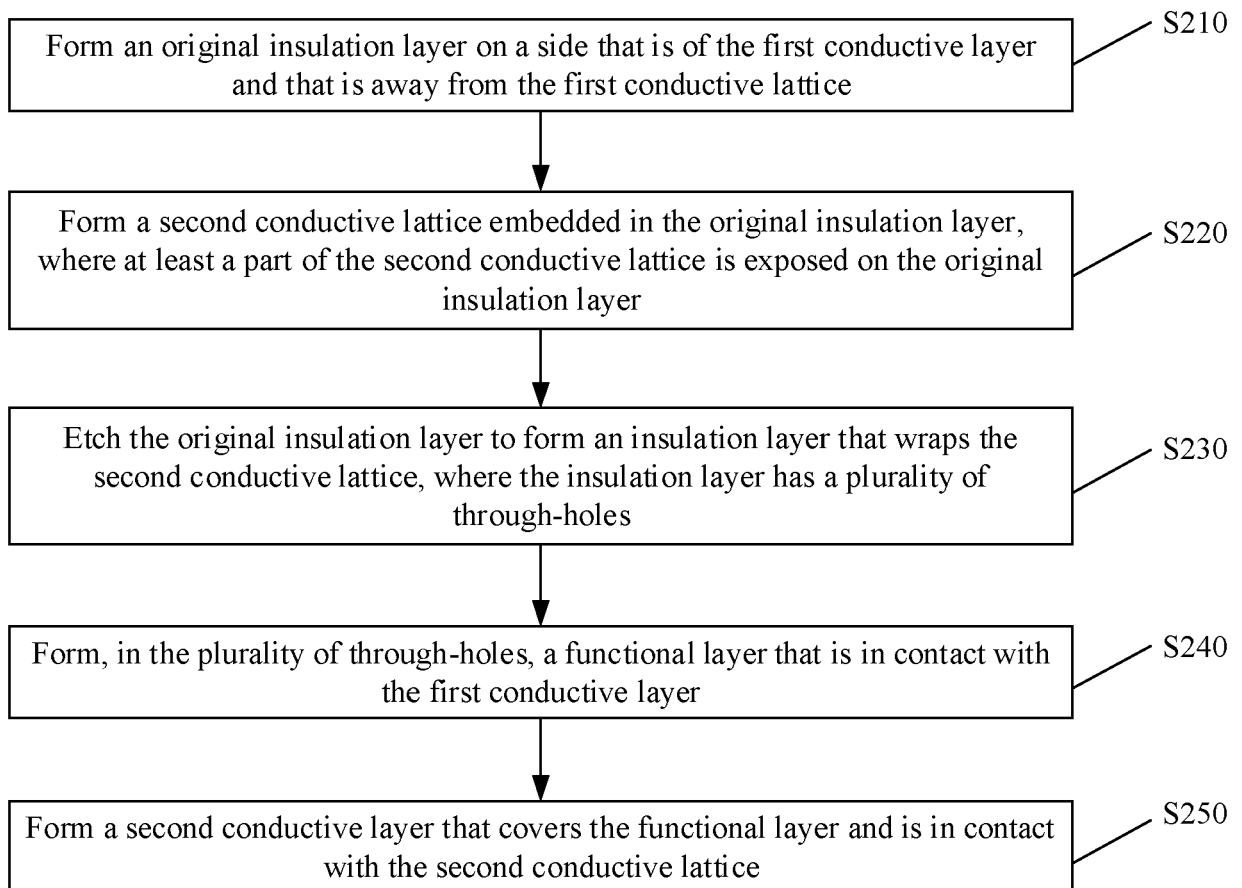 Form an original insulation layer on a side that is of the first conductive layer
and that is away from the first conductive lattice
S210
Form a second conductive lattice embedded in the original insulation layer,
where at least a part of the second conductive lattice is exposed on the original
insulation layer
S220
Etch the original insulation layer to form an insulation layer that wraps the
second conductive lattice, where the insulation layer has a plurality of
through-holes
S230
Form, in the plurality of through-holes, a functional layer that is in contact with
the first conductive layer
S240
Form a second conductive layer that covers the functional layer and is in contact
with the second conductive lattice
S250